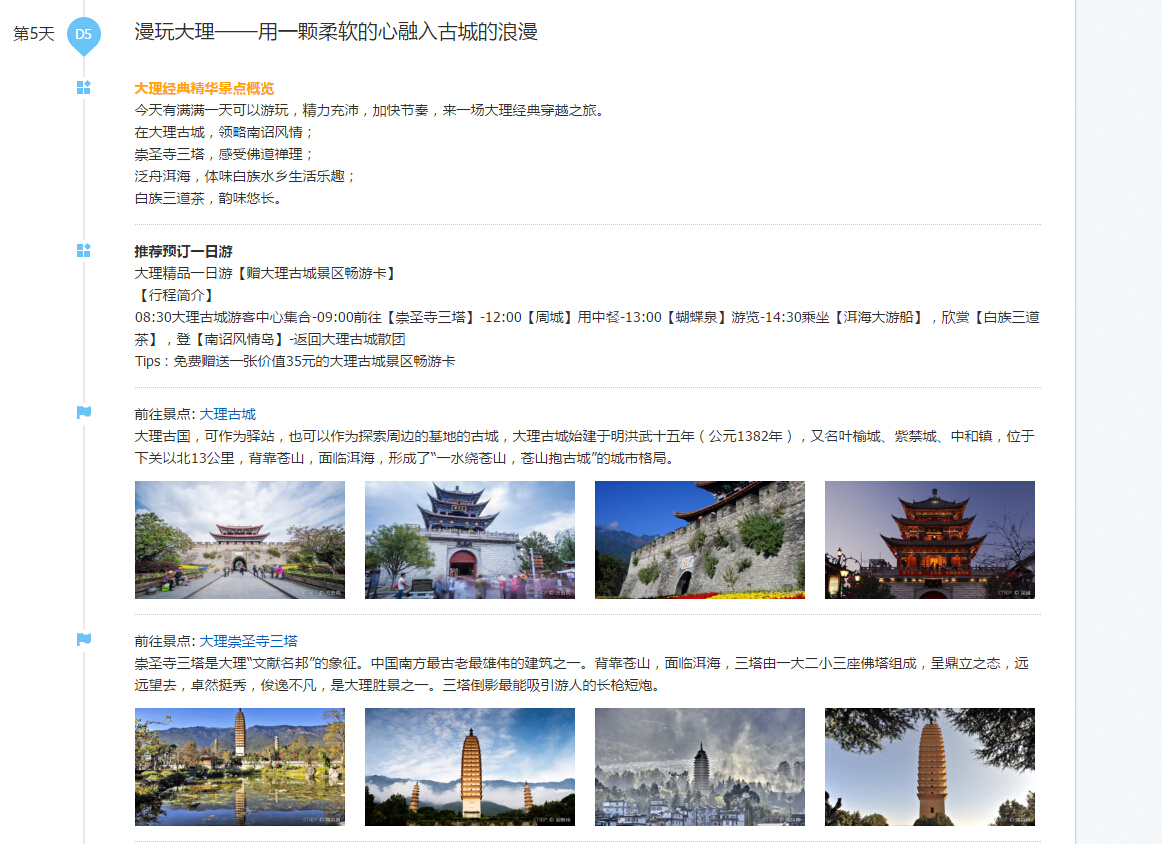 第5天
D5
漫玩大理——用一颗柔软的心融入古城的浪漫
大理经典精华景点概览
今天有满满一天可以游玩，精力充沛，加快节奏，来一场大理经典穿越之旅。
在大理古城，领略南诏风情；
崇圣寺三塔，感受佛道禅理；
泛舟洱海，体味白族水乡生活乐趣；
白族三道茶，韵味悠长。
推荐预订一日游
大理精品一日游【赠大理古城景区畅游卡】
【行程简介】
08:30大理古城游客中心集合-09:00前往【崇圣寺三塔】-12:00【周城】用中餐-13:00【蝴蝶泉】游览-14:30乘坐【洱海大游船】，欣赏【白族三道
茶】，登【南诏风情岛】-返回大理古城散团
Tips：免费赠送一张价值35元的大理古城景区畅游卡
前往景点: 大理古城
大理古国，可作为驿站，也可以作为探索周边的基地的古城，大理古城始建于明洪武十五年（公元1382年），又名叶榆城、紫禁城、中和镇，位于
下关以北13公里，背靠苍山，面临洱海，形成了“一水绕苍山，苍山抱古城”的城市格局。
前往景点: 大理崇圣寺三塔
崇圣寺三塔是大理“文献名邦”的象征。中国南方最古老最雄伟的建筑之一。背靠苍山，面临洱海，三塔由一大二小三座佛塔组成，呈鼎立之态，远
远望去，卓然挺秀，俊逸不凡，是大理胜景之一。三塔倒影最能吸引游人的长枪短炮。